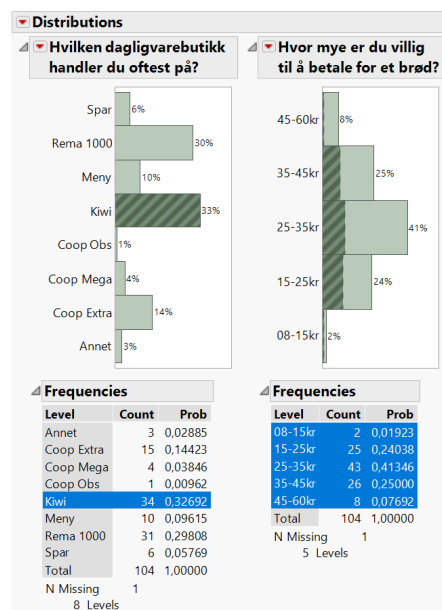 Distributions
Hvilken dagligvarebutikk
handler du oftest på?
Spar 6%
Rema 1000 30%
Meny 10%
Kiwi 33%
Coop Obs 1%
Coop Mega 4%
Coop Extra 14%
Annet 3%
Frequencies
Level Count Prob
Annet 3 0,02885
Coop Extra 15 0,14423
Coop Mega 4 0,03846
Coop Obs 1 0,00962
Kiwi 34 0,32692
Meny 10 0,09615
Rema 1000 31 0,29808
Spar 6 0,05769
Total 104 1,00000
N Missing 1
8 Levels
Hvor mye er du villig
til å betale for et brød?
45-60kr 8%
35-45kr 25%
25-35kr 41%
15-25kr 24%
08-15kr 2%
Frequencies
Level Count Prob
08-15kr 2 0,01923
15-25kr 25 0,24038
25-35kr 43 0,41346
35-45kr 26 0,25000
45-60kr 8 0,07692
Total 104 1,00000
N Missing 1
5 Levels